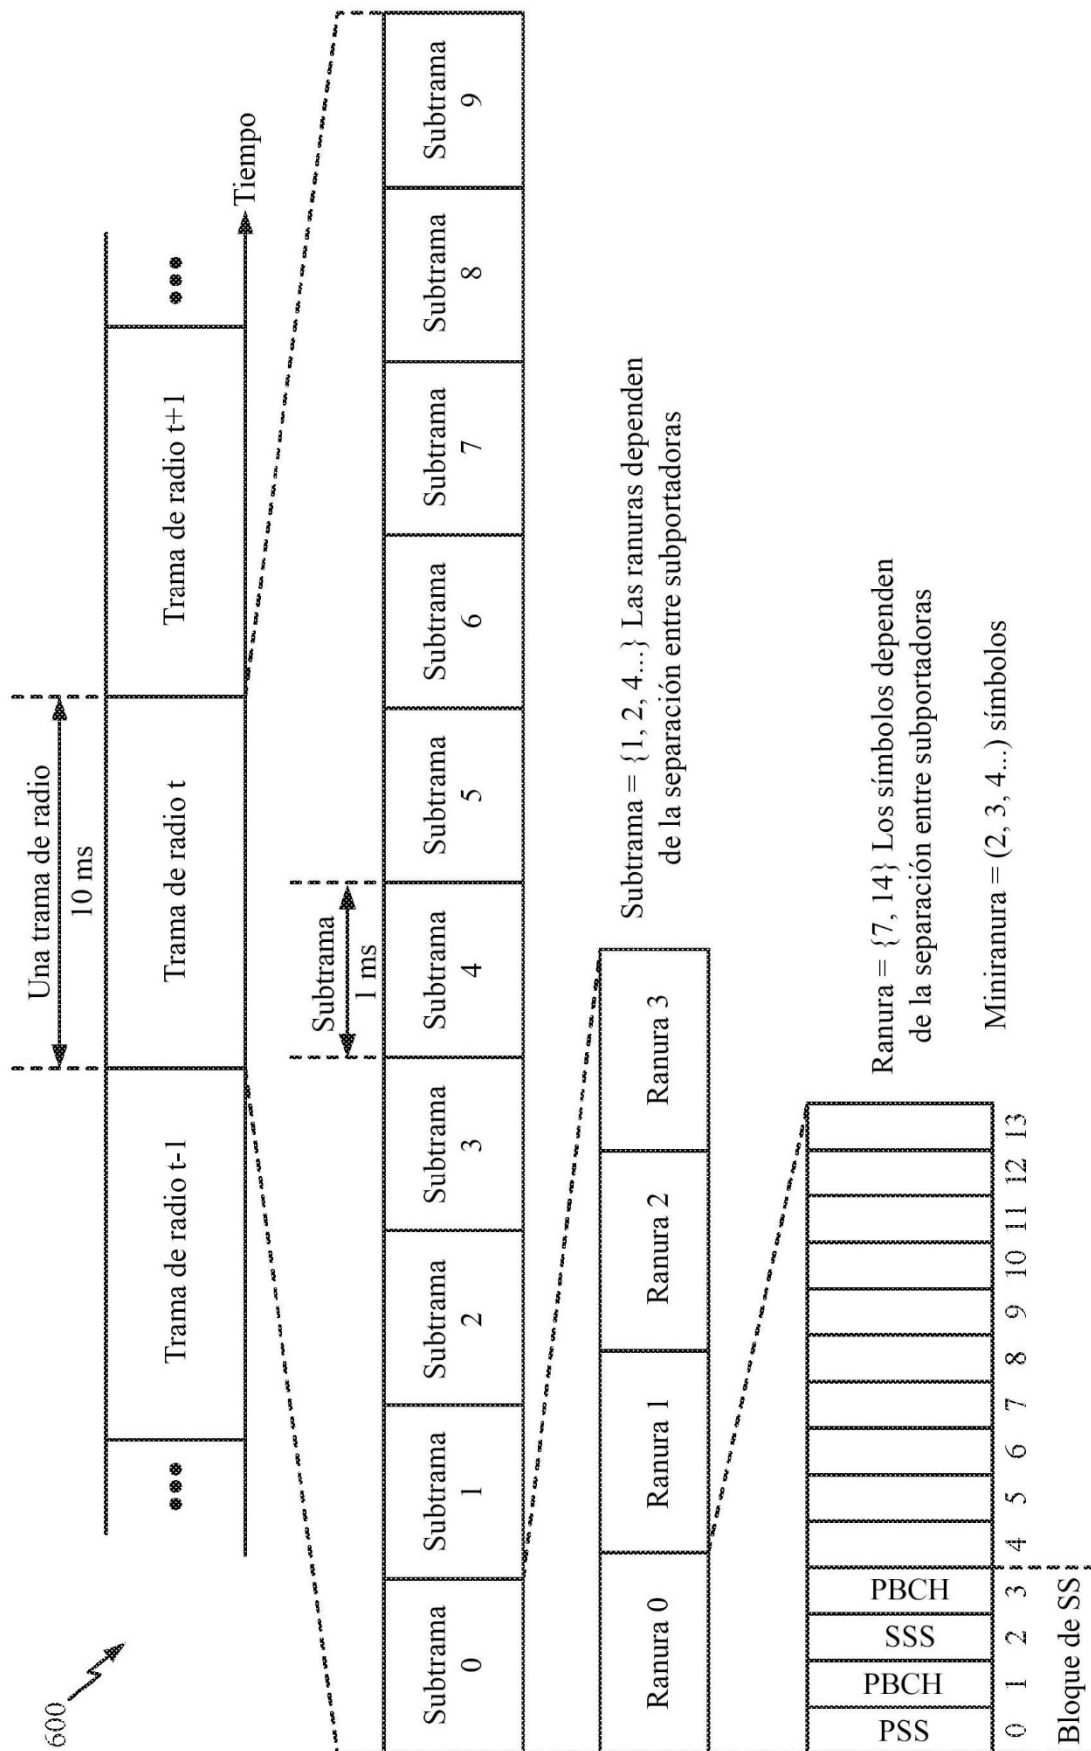 600
Una trama de radio
10 ms
Trama de radio t-1
Trama de radio t
Trama de radio t+1
Tiempo
Subtrama
1 ms
Subtrama
0
Subtrama
1
Subtrama
2
Subtrama
3
Subtrama
4
Subtrama
5
Subtrama
6
Subtrama
7
Subtrama
8
Subtrama
9
Ranura 0
Ranura 1
Ranura 2
Ranura 3
Subtrama = {1, 2, 4...} Las ranuras dependen
de la separación entre subportadoras
PSS
PBCH
SSS
PBCH
Ranura = {7, 14} Los símbolos dependen
de la separación entre subportadoras
0 1 2 3 4 5 6 7 8 9 10 11 12 13
Miniranura = (2, 3, 4...) símbolos
Bloque de SS